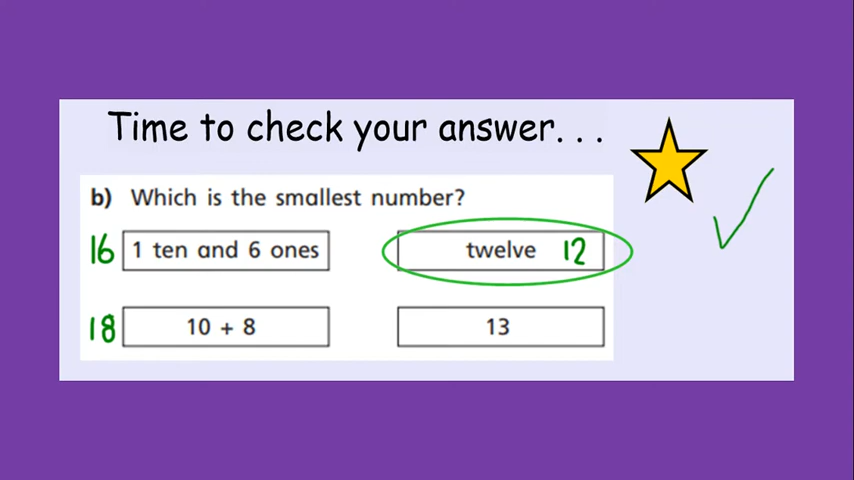 Time to check your answer. . .
b) Which is the smallest number?
16 1 ten and 6 ones twelve 12
18 10 + 8 13